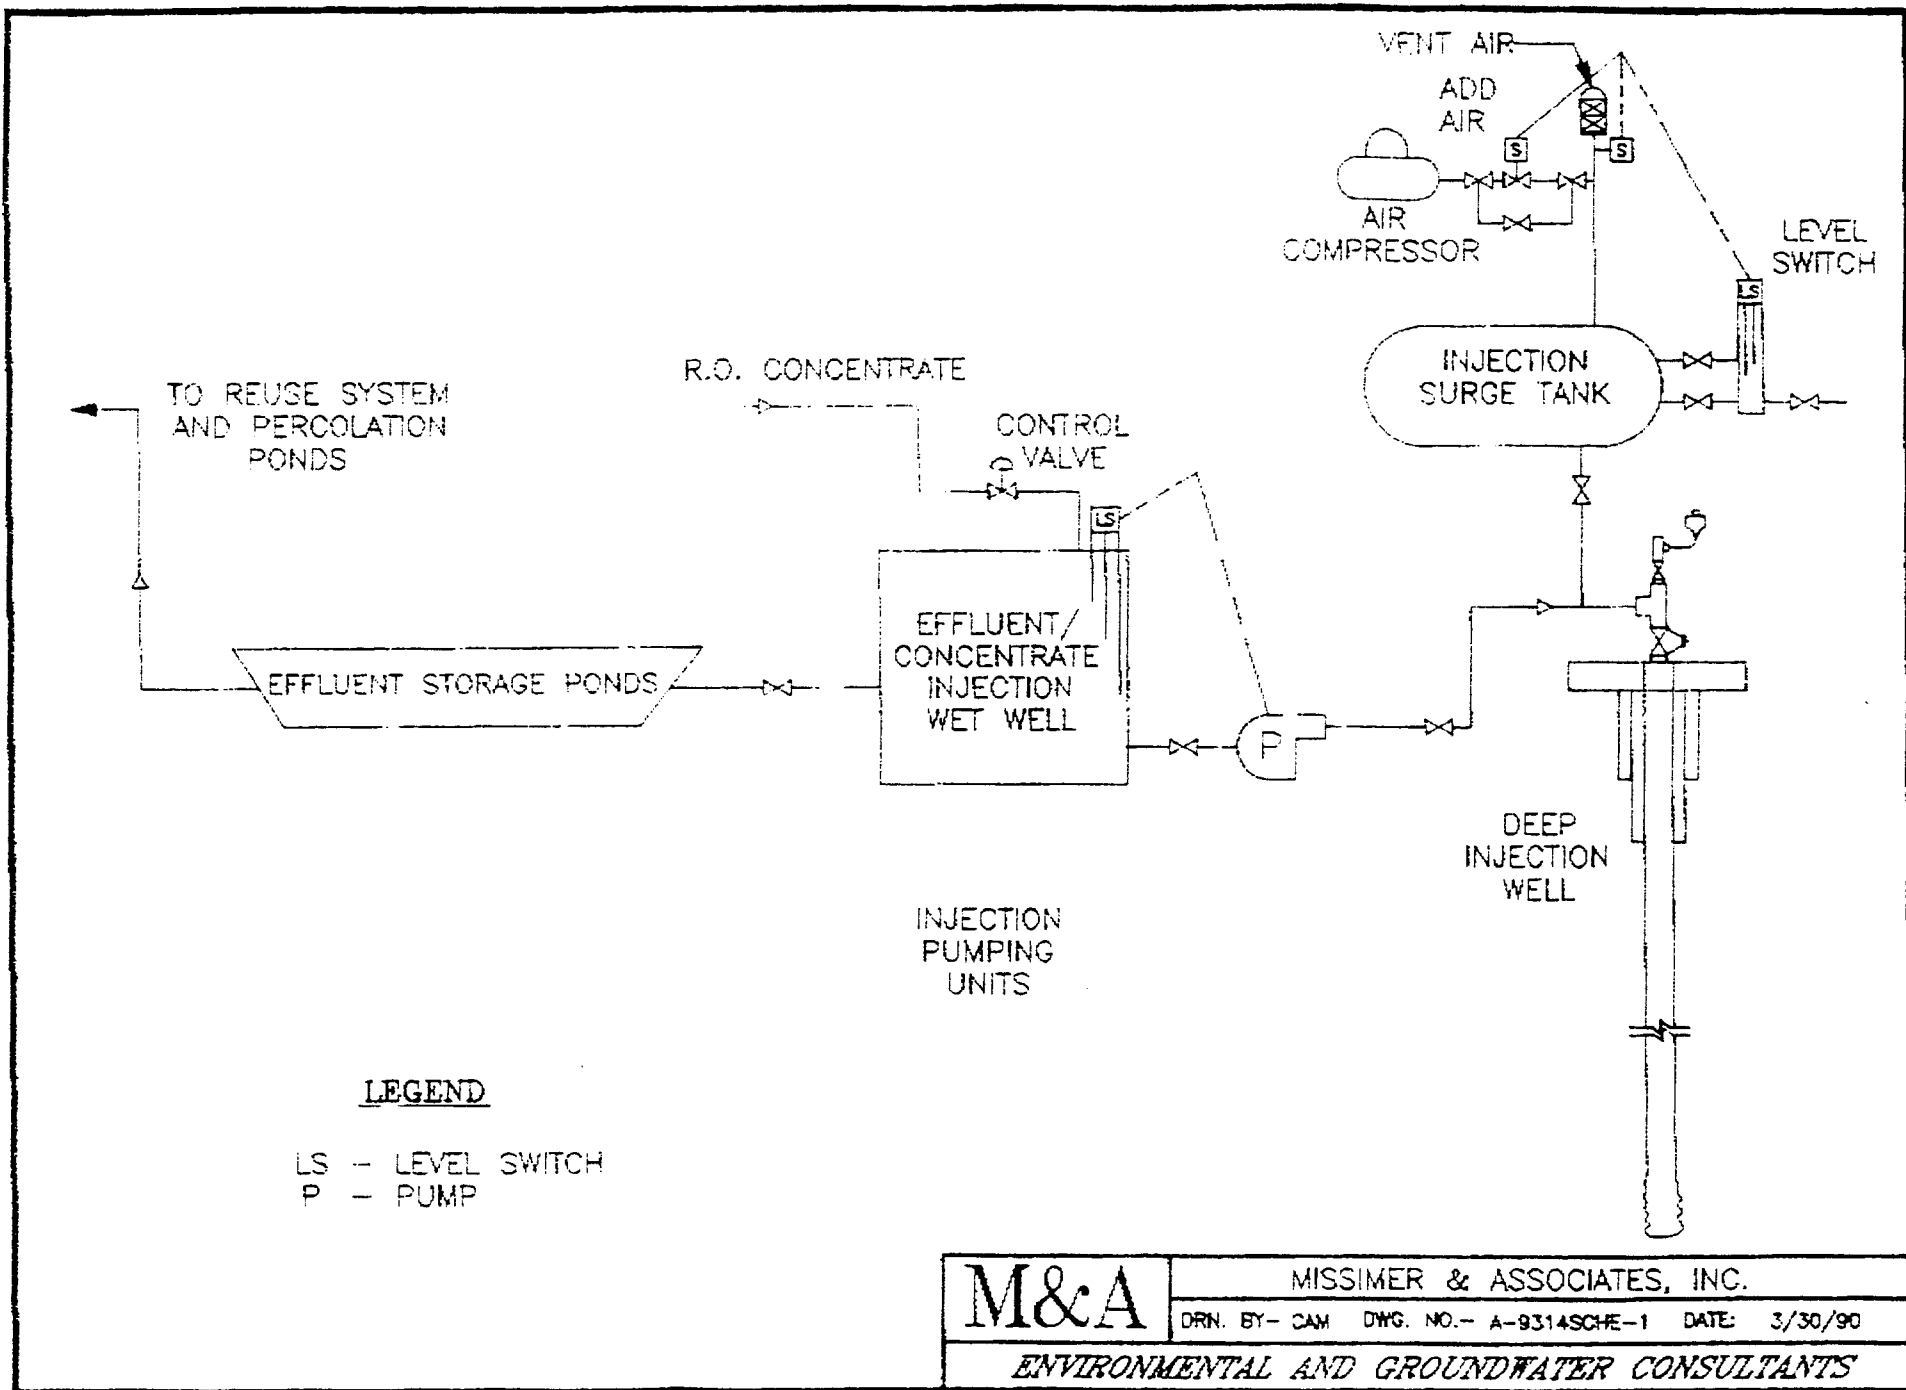 VENT AIR
ADD
AIR
S
S
AIR
COMPRESSOR
LEVEL
SWITCH
LS
INJECTION
SURGE TANK
R.O. CONCENTRATE
TO REUSE SYSTEM
AND PERCOLATION
PONDS
CONTROL
VALVE
LS
EFFLUENT/
CONCENTRATE
INJECTION
WET WELL
EFFLUENT STORAGE PONDS
P
DEEP
INJECTION
WELL
INJECTION
PUMPING
UNITS
LEGEND
LS - LEVEL SWITCH
P - PUMP
M&A
MISSIMER & ASSOCIATES, INC.
DRN. BY- CAM DWG. NO.- A-9314SCHE-1 DATE: 3/30/90
ENVIRONMENTAL AND GROUNDWATER CONSULTANTS